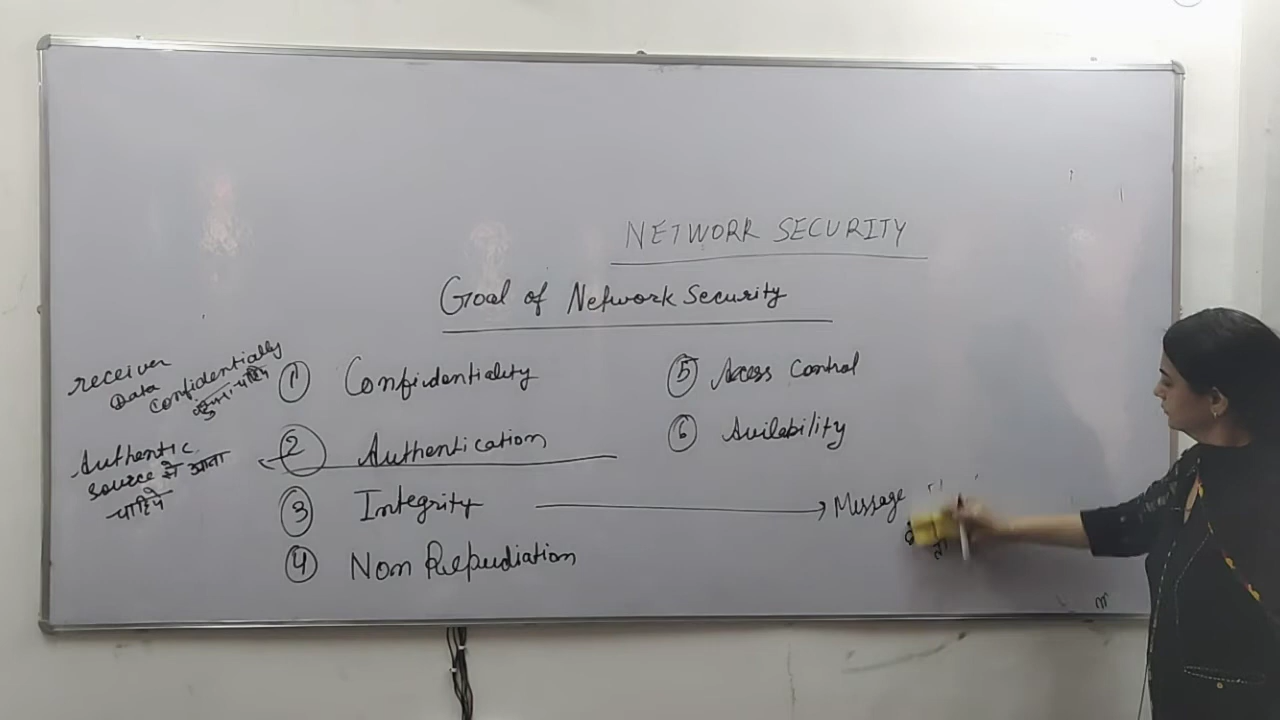 NETWORK SECURITY
Goal of Network Security
receiver
Data
Confidentially
① Confidentiality
⑤ Access Control
② Authentication
⑥ Availability
Authentic
source से आना
चाहिये
③ Integrity → Message
④ Non Repudiation